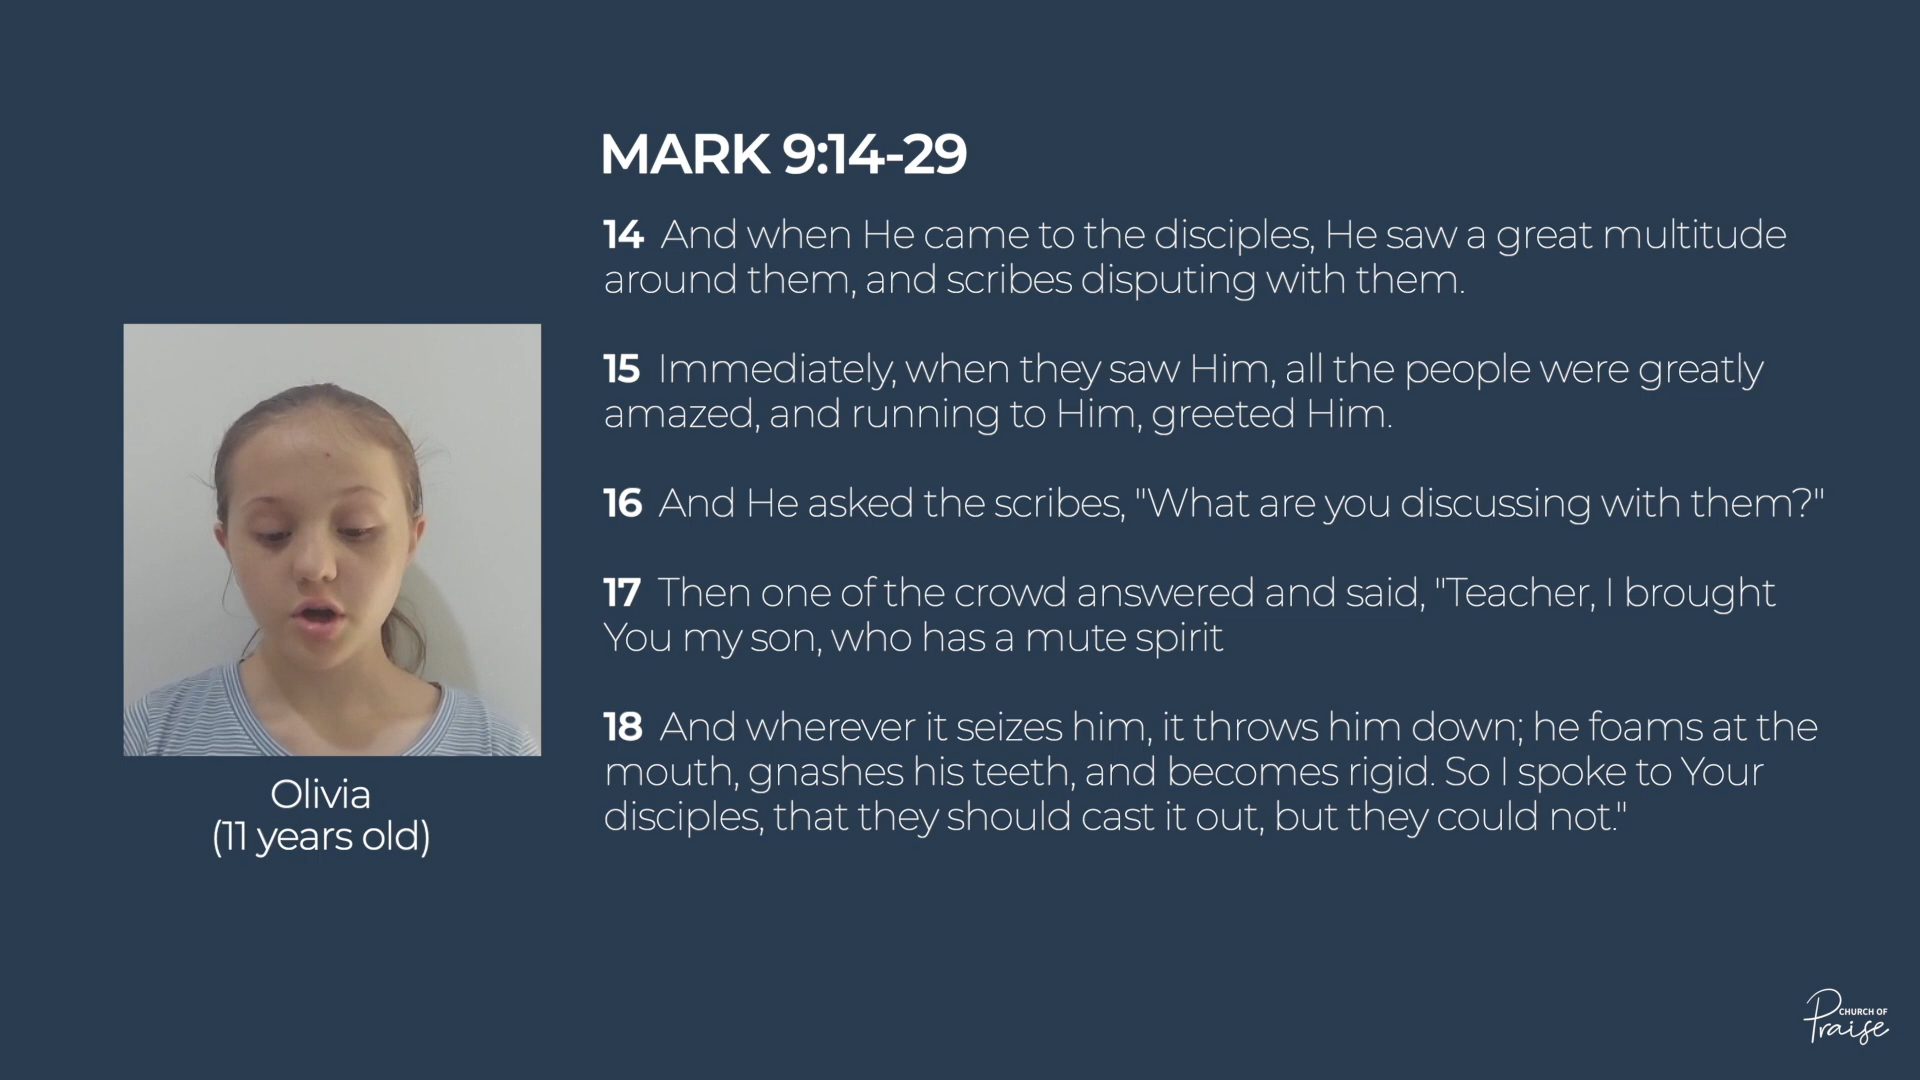 MARK 9:14-29
14 And when He came to the disciples, He saw a great multitude
around them, and scribes disputing with them.
15 Immediately, when they saw Him, all the people were greatly
amazed, and running to Him, greeted Him.
16 And He asked the scribes, "What are you discussing with them?"
17 Then one of the crowd answered and said, "Teacher, I brought
You my son, who has a mute spirit
18 And wherever it seizes him, it throws him down; he foams at the
mouth, gnashes his teeth, and becomes rigid. So I spoke to Your
disciples, that they should cast it out, but they could not."
Olivia
(11 years old)
CHURCH OF
Praise